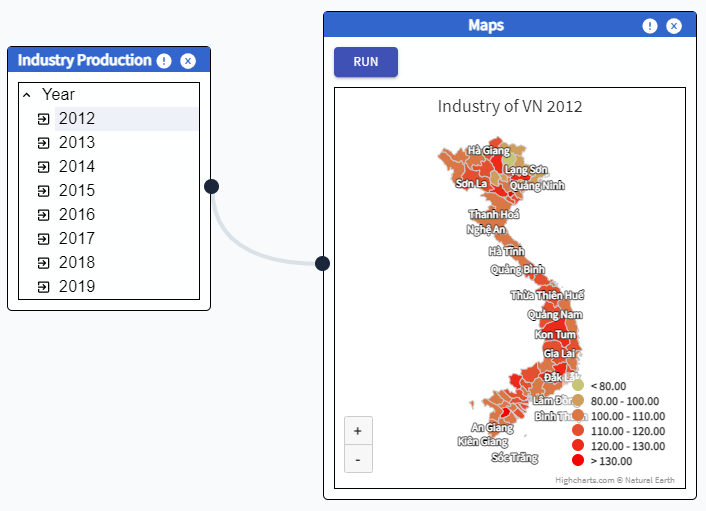 Industry Production
Year
2012
2013
2014
2015
2016
2017
2018
2019
Maps
RUN
Industry of VN 2012
Hà Giang
Lạng Sơn
Sơn La
Quảng Ninh
Thanh Hoá
Nghệ An
Hà Tĩnh
Quảng Bình
Thừa Thiên Huế
Quảng Nam
Kon Tum
Gia Lai
Đắk Lắk
Lâm
Bình
An Giang
Kiên Giang
Sóc Trăng
< 80.00
80.00 - 100.00
100.00 - 110.00
110.00 - 120.00
120.00 - 130.00
> 130.00
+
-
Highcharts.com © Natural Earth